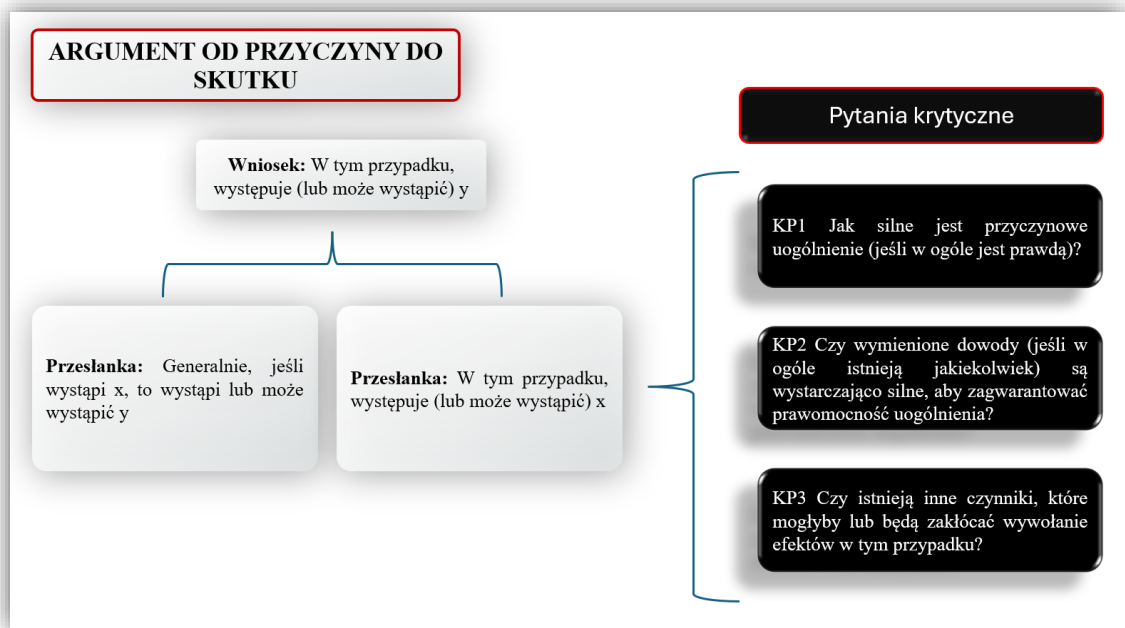 ARGUMENT OD PRZYCZYNY DO
SKUTKU
Wniosek: W tym przypadku,
występuje (lub może wystąpić) y
Przesłanka: Generalnie, jeśli
wystąpi x, to wystąpi lub może
wystąpić y
Przesłanka: W tym przypadku,
występuje (lub może wystąpić) x
Pytania krytyczne
KP1 Jak silne jest przyczynowe
uogólnienie (jeśli w ogóle jest prawdą)?
KP2 Czy wymienione dowody (jeśli w
ogóle istnieją jakiekolwiek) są
wystarczająco silne, aby zagwarantować
prawomocność uogólnienia?
KP3 Czy istnieją inne czynniki, które
mogłyby lub będą zakłócać wywołanie
efektów w tym przypadku?